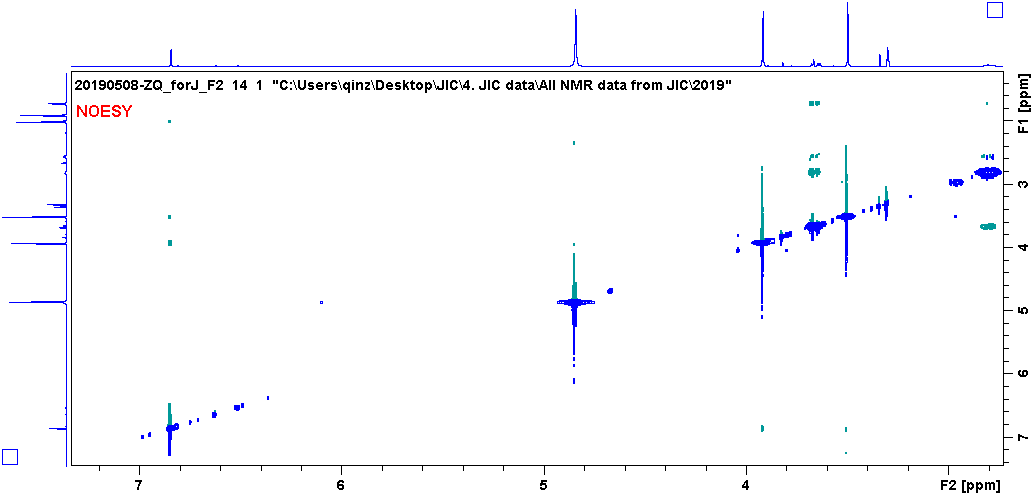 20190508-ZQ_forJ_F2 14 1 "C:\Users\qinz\Desktop\JIC\4. JIC data\All NMR data from JIC\2019"
NOESY
F1 [ppm]
3
4
5
6
7
7
6
5
4
F2 [ppm]